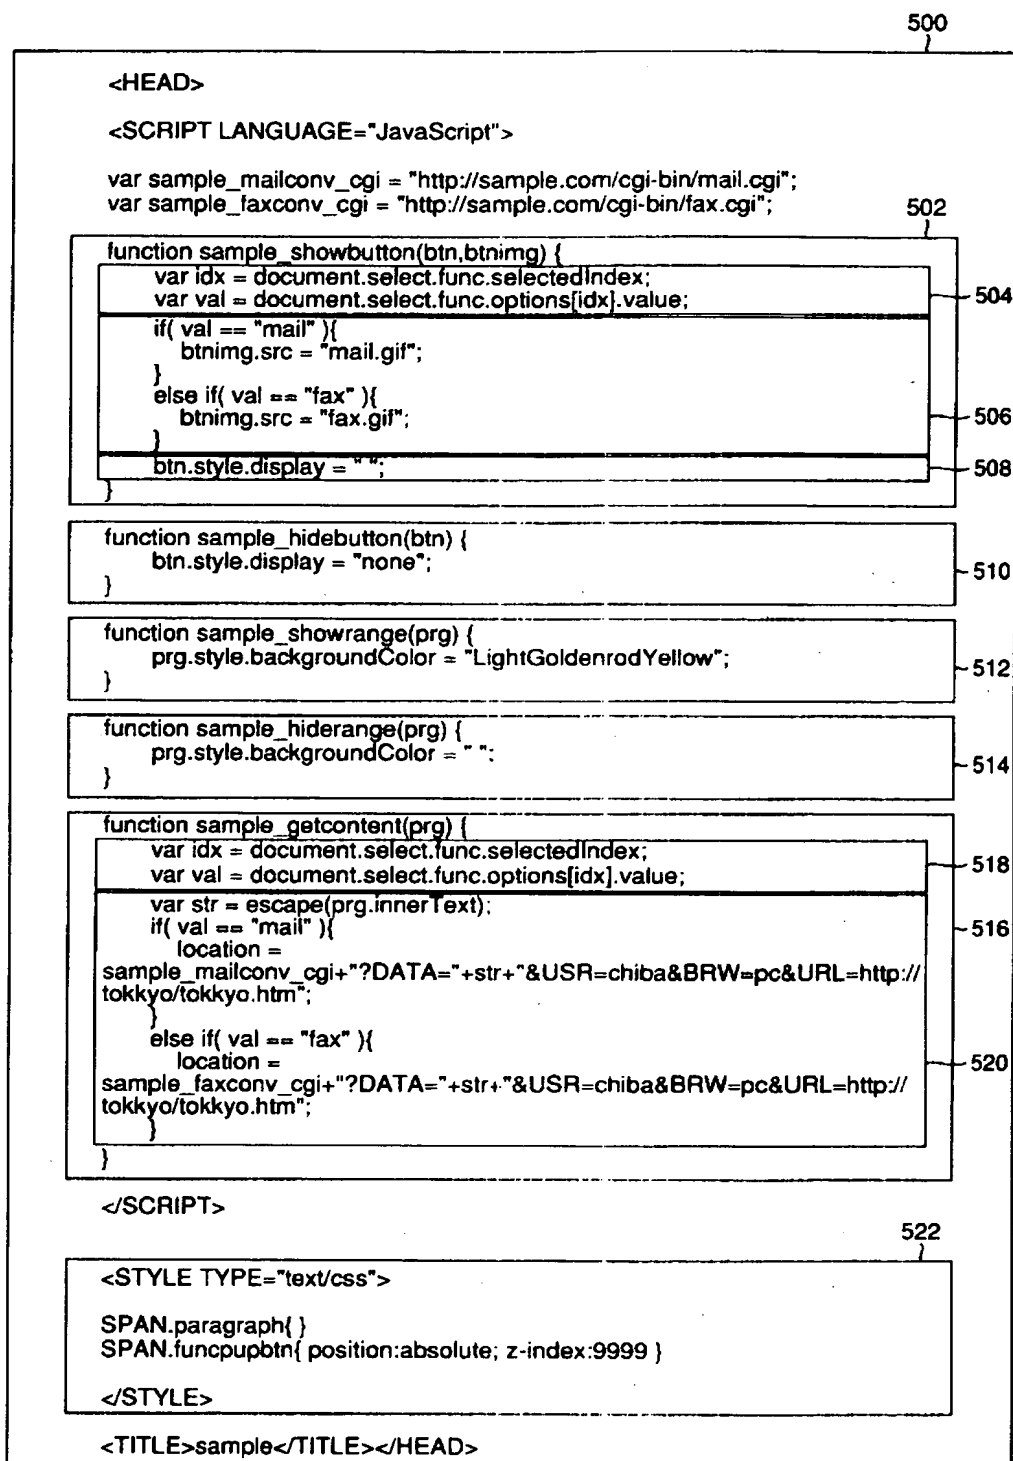 500
<HEAD>
<SCRIPT LANGUAGE="JavaScript">
var sample_mailconv_cgi = "http://sample.com/cgi-bin/mail.cgi";
var sample_faxconv_cgi = "http://sample.com/cgi-bin/fax.cgi";
502
function sample_showbutton(btn,btnimg) {
var idx = document.select.func.selectedIndex;
var val = document.select.func.options[idx].value;
504
if( val == "mail" ){
btnimg.src = "mail.gif";
}
else if( val == "fax" ){
btnimg.src = "fax.gif";
506
}
btn.style.display = " ";
508
}
function sample_hidebutton(btn) {
btn.style.display = "none";
510
}
function sample_showrange(prg) {
prg.style.backgroundColor = "LightGoldenrodYellow";
512
}
function sample_hiderange(prg) {
prg.style.backgroundColor = " ";
514
}
function sample_getcontent(prg) {
var idx = document.select.func.selectedIndex;
518
var val = document.select.func.options[idx].value;
var str = escape(prg.innerText);
if( val == "mail" ){
516
location =
sample_mailconv_cgi+"?DATA="+str+"&USR=chiba&BRW=pc&URL=http://
tokkyo/tokkyo.htm";
}
else if( val == "fax" ){
location =
520
sample_faxconv_cgi+"?DATA="+str+"&USR=chiba&BRW=pc&URL=http://
tokkyo/tokkyo.htm";
}
}
</SCRIPT>
522
<STYLE TYPE="text/css">
SPAN.paragraph{ }
SPAN.funcpupbtn{ position:absolute; z-index:9999 }
</STYLE>
<TITLE>sample</TITLE></HEAD>